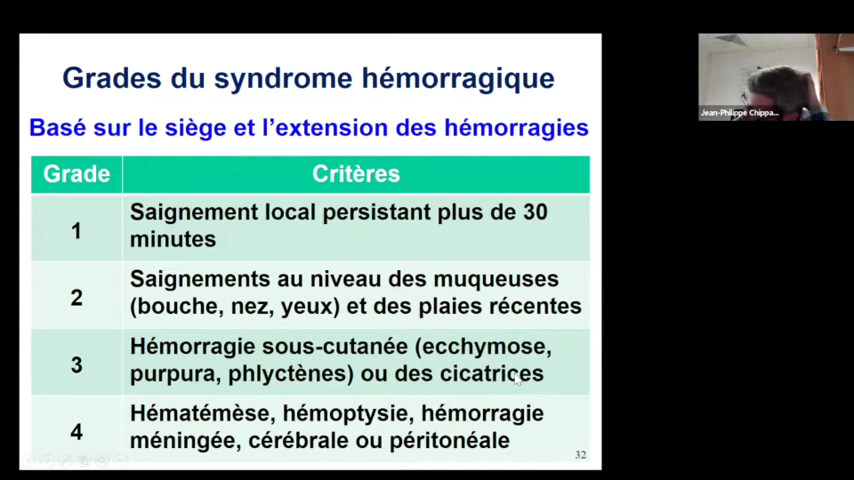 Grades du syndrome hémorragique
Basé sur le siège et l'extension des hémorragies
Grade
Critères
1
Saignement local persistant plus de 30
minutes
2
Saignements au niveau des muqueuses
(bouche, nez, yeux) et des plaies récentes
3
Hémorragie sous-cutanée (ecchymose,
purpura, phlyctènes) ou des cicatrices
4
Hématémèse, hémoptysie, hémorragie
méningée, cérébrale ou péritonéale
32
Jean-Philippe Chippa...